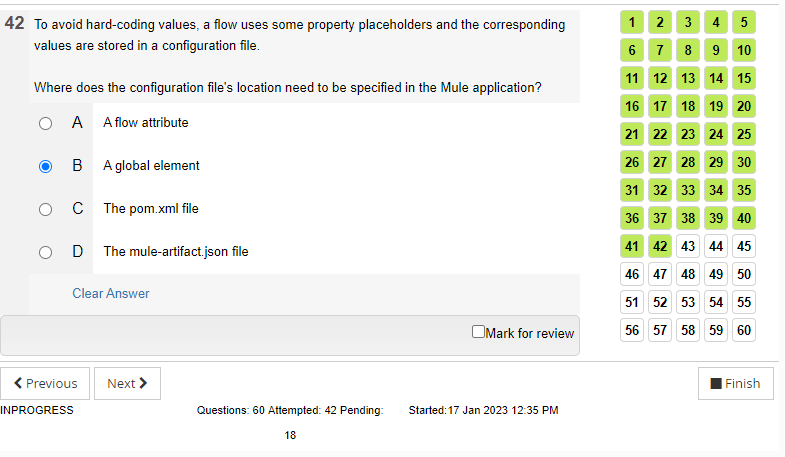 42 To avoid hard-coding values, a flow uses some property placeholders and the corresponding
values are stored in a configuration file.
Where does the configuration file's location need to be specified in the Mule application?
A A flow attribute
B A global element
C The pom.xml file
D The mule-artifact.json file
Clear Answer
Mark for review
1 2 3 4 5
6 7 8 9 10
11 12 13 14 15
16 17 18 19 20
21 22 23 24 25
26 27 28 29 30
31 32 33 34 35
36 37 38 39 40
41 42 43 44 45
46 47 48 49 50
51 52 53 54 55
56 57 58 59 60
Previous Next Finish
INPROGRESS Questions: 60 Attempted: 42 Pending: Started:17 Jan 2023 12:35 PM
18